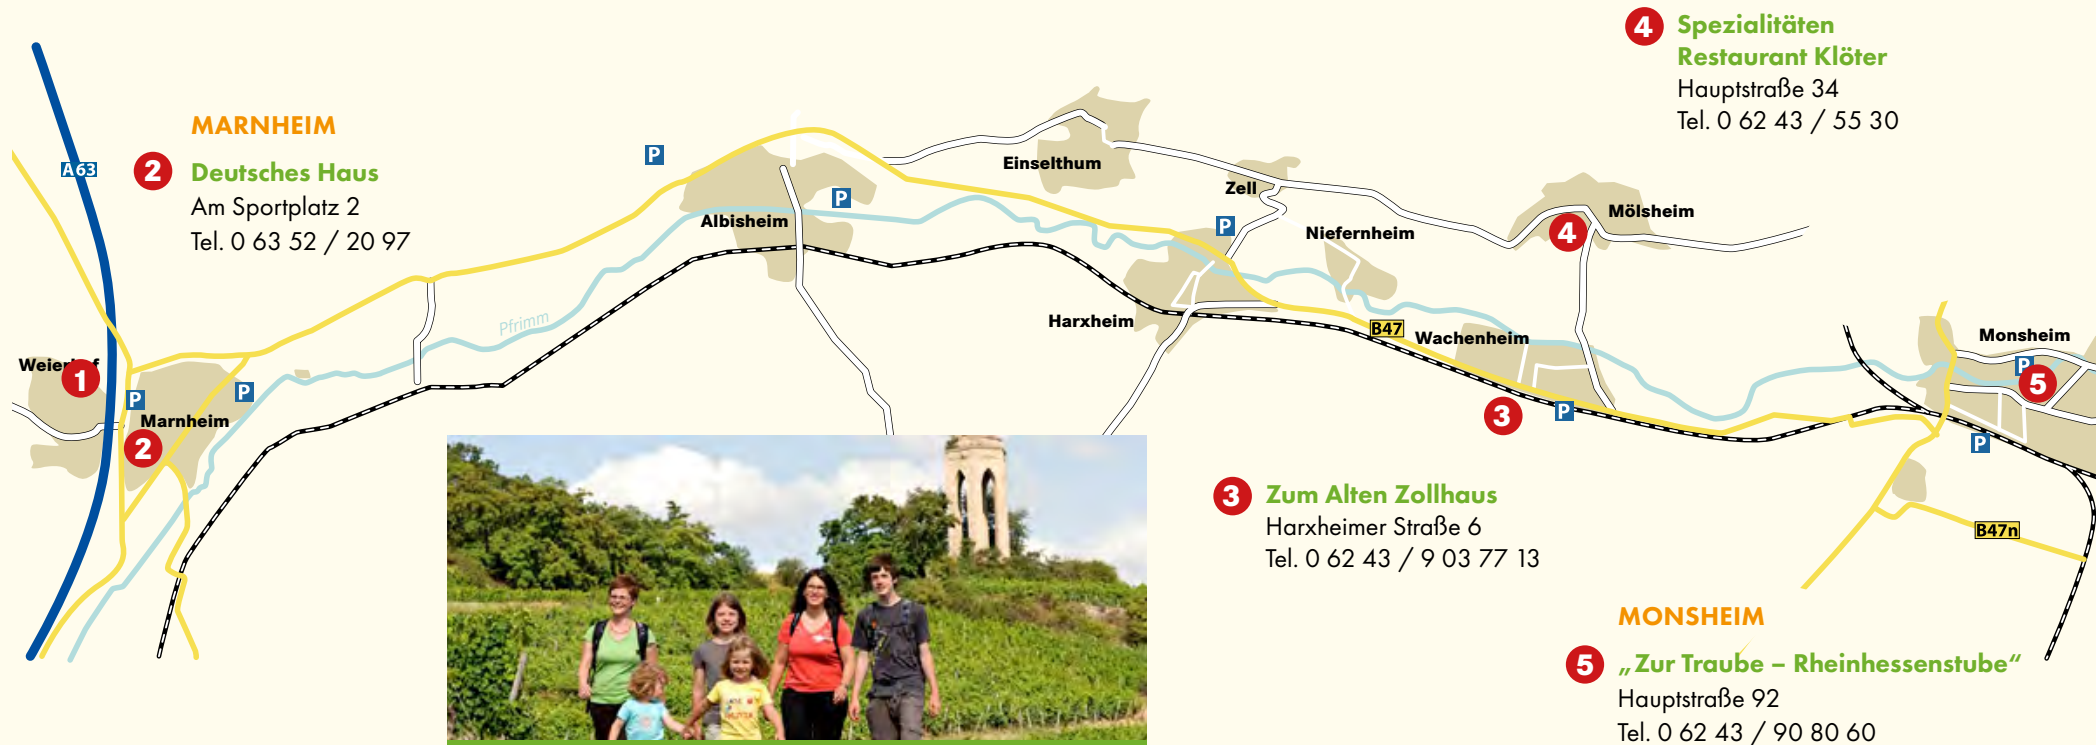 4 Spezialitäten
Restaurant Klöter
Hauptstraße 34
Tel. 0 62 43 / 55 30
MARNHEIM
2 Deutsches Haus
Am Sportplatz 2
Tel. 0 63 52 / 20 97
A63
P
Einselthum
Zell
P
Mölsheim
Albisheim
P
4
Niefernheim
Pfrimm
Harxheim
B47
Wachenheim
Monsheim
P
5
Weierhof
1
P
P
Marnheim
2
3
P
P
3 Zum Alten Zollhaus
Harxheimer Straße 6
Tel. 0 62 43 / 9 03 77 13
B47n
MONSHEIM
5 „Zur Traube – Rheinhessenstube“
Hauptstraße 92
Tel. 0 62 43 / 90 80 60